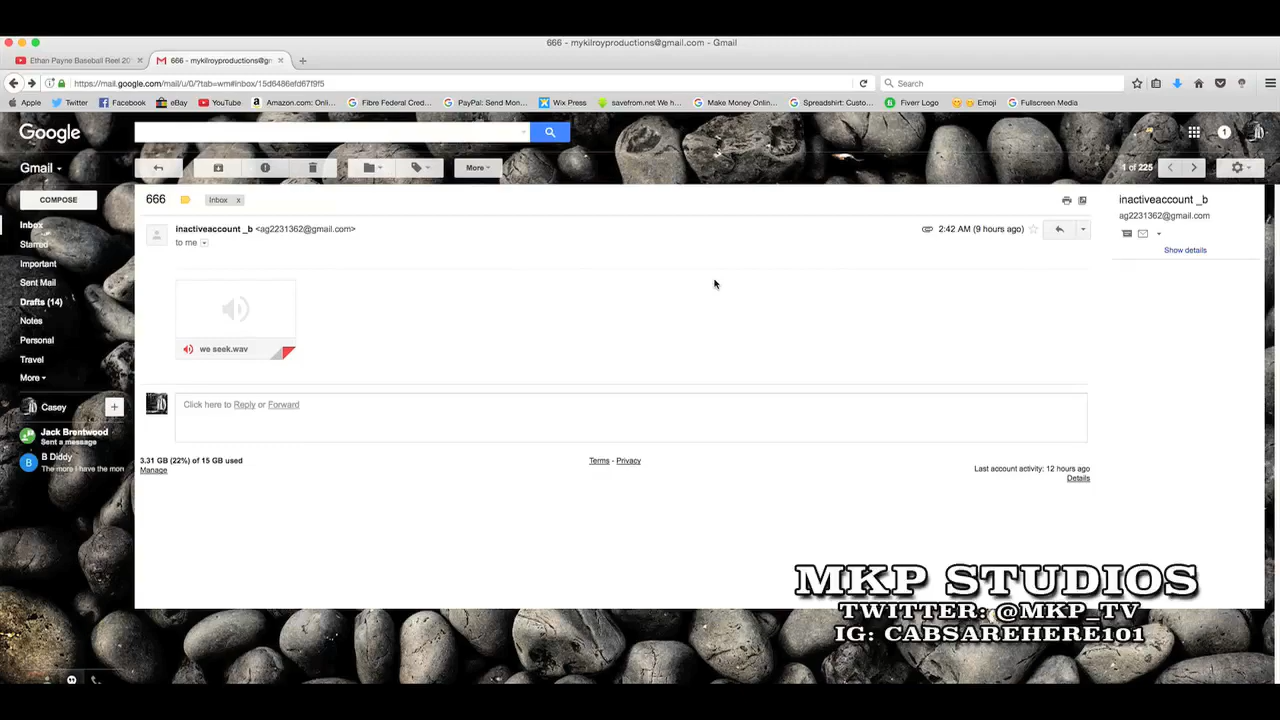 666 - mykilroyproductions@gmail.com - Gmail
Ethan Payne Baseball Reel 20
666 - mykilroyproductions@gm
https://mail.google.com/mail/u/0/?tab=wm#inbox/15d6486efd67f9f5
Search
Apple Twitter Facebook eBay YouTube Amazon.com: Onli... Fibre Federal Cred... PayPal: Send Mon... Wix Press savefrom.net We h... Make Money Onlin... Spreadshirt: Custo... Fiverr Logo Emoji Fullscreen Media
Google
1
Gmail
More
1 of 225
COMPOSE
Inbox
Starred
Important
Sent Mail
Drafts (14)
Notes
Personal
Travel
More
Casey
Jack Brentwood
Sent a message
B Diddy
B
The more I have the mon
666
Inbox x
inactiveaccount _b <ag2231362@gmail.com>
2:42 AM (9 hours ago)
to me
we seek.wav
Click here to Reply or Forward
3.31 GB (22%) of 15 GB used
Manage
Terms - Privacy
Last account activity: 12 hours ago
Details
inactiveaccount _b
ag2231362@gmail.com
Show details
MKP STUDIOS
TWITTER: @MKP_TV
IG: CABSAREHERE101